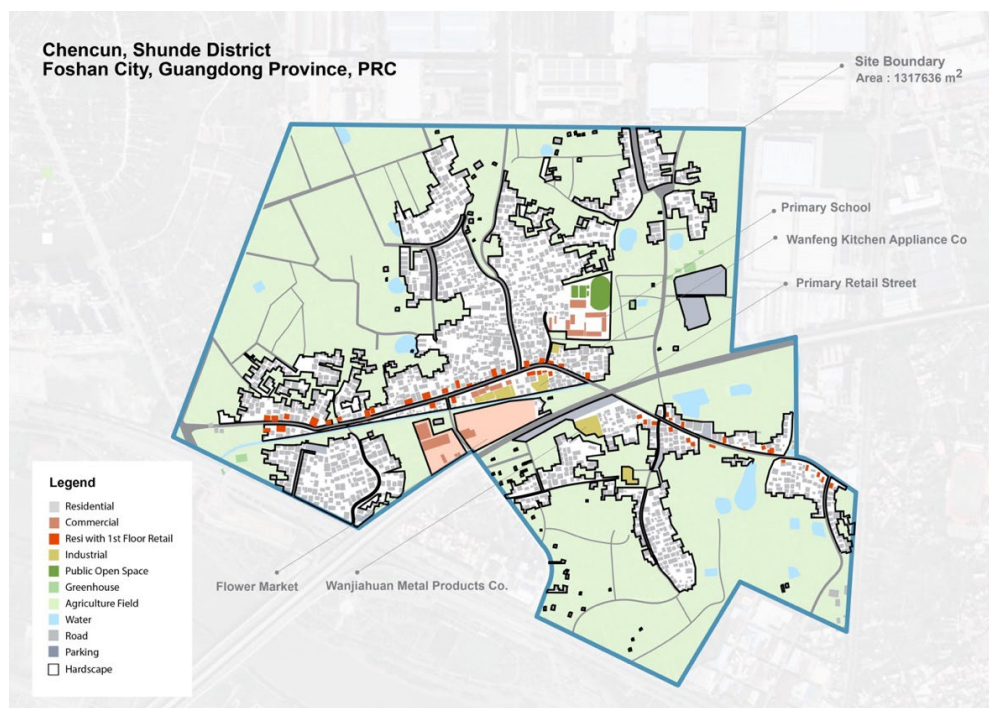 Chencun, Shunde District
Foshan City, Guangdong Province, PRC
Site Boundary
Area : 1317636 m2
Primary School
Wanfeng Kitchen Appliance Co
Primary Retail Street
Flower Market
Wanjiahuan Metal Products Co.
Legend
Residential
Commercial
Resi with 1st Floor Retail
Industrial
Public Open Space
Greenhouse
Agriculture Field
Water
Road
Parking
Hardscape